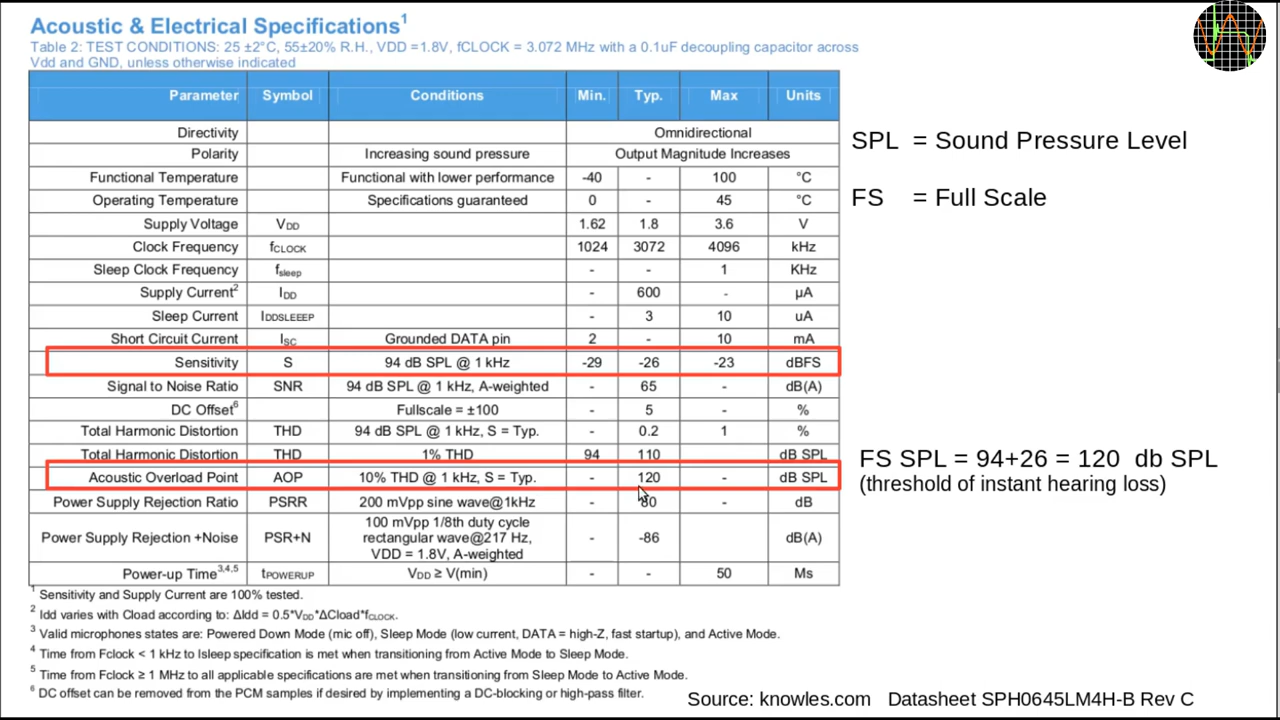 Acoustic & Electrical Specifications1
Table 2: TEST CONDITIONS: 25 ±2°C, 55±20% R.H., VDD =1.8V, fCLOCK = 3.072 MHz with a 0.1uF decoupling capacitor across
Vdd and GND, unless otherwise indicated
Parameter Symbol Conditions Min. Typ. Max Units
Directivity Omnidirectional
Polarity Increasing sound pressure Output Magnitude Increases
Functional Temperature Functional with lower performance -40 - 100 °C
Operating Temperature Specifications guaranteed 0 - 45 °C
Supply Voltage VDD 1.62 1.8 3.6 V
Clock Frequency fCLOCK 1024 3072 4096 kHz
Sleep Clock Frequency fsleep - - 1 KHz
Supply Current2 IDD - 600 - µA
Sleep Current IDDSLEEEP - 3 10 uA
Short Circuit Current ISC Grounded DATA pin 2 - 10 mA
Sensitivity S 94 dB SPL @ 1 kHz -29 -26 -23 dBFS
Signal to Noise Ratio SNR 94 dB SPL @ 1 kHz, A-weighted - 65 - dB(A)
DC Offset6 Fullscale = ±100 - 5 - %
Total Harmonic Distortion THD 94 dB SPL @ 1 kHz, S = Typ. - 0.2 1 %
Total Harmonic Distortion THD 1% THD 94 110 dB SPL
Acoustic Overload Point AOP 10% THD @ 1 kHz, S = Typ. - 120 - dB SPL
Power Supply Rejection Ratio PSRR 200 mVpp sine wave@1kHz - 80 - dB
Power Supply Rejection +Noise PSR+N 100 mVpp 1/8th duty cycle
rectangular wave@217 Hz,
VDD = 1.8V, A-weighted - -86 dB(A)
Power-up Time3,4,5 tPOWERUP VDD ≥ V(min) - - 50 Ms
1 Sensitivity and Supply Current are 100% tested.
2 Idd varies with Cload according to: ΔIdd = 0.5*VDD*ΔCload*fCLOCK.
3 Valid microphones states are: Powered Down Mode (mic off), Sleep Mode (low current, DATA = high-Z, fast startup), and Active Mode.
4 Time from Fclock < 1 kHz to Isleep specification is met when transitioning from Active Mode to Sleep Mode.
5 Time from Fclock ≥ 1 MHz to all applicable specifications are met when transitioning from Sleep Mode to Active Mode.
6 DC offset can be removed from the PCM samples if desired by implementing a DC-blocking or high-pass filter.
SPL = Sound Pressure Level
FS = Full Scale
FS SPL = 94+26 = 120 db SPL
(threshold of instant hearing loss)
Source: knowles.com Datasheet SPH0645LM4H-B Rev C